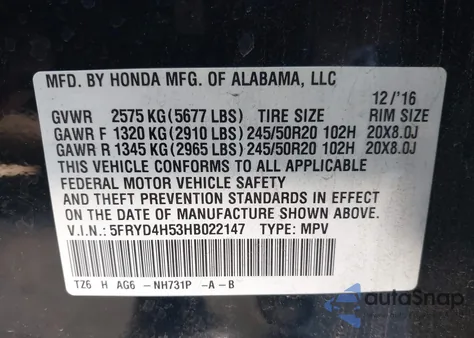 MFD. BY HONDA MFG. OF ALABAMA, LLC
12/'16
GVWR 2575 KG(5677 LBS) TIRE SIZE RIM SIZE
GAWR F 1320 KG(2910 LBS) 245/50R20 102H 20X8.0J
GAWR R 1345 KG(2965 LBS) 245/50R20 102H 20X8.0J
THIS VEHICLE CONFORMS TO ALL APPLICABLE
FEDERAL MOTOR VEHICLE SAFETY
AND THEFT PREVENTION STANDARDS IN EFFECT
ON THE DATE OF MANUFACTURE SHOWN ABOVE.
V.I.N.: 5FRYD4H53HB022147 TYPE: MPV
TZ6 H AG6 -NH731P -A-B
autoSnap